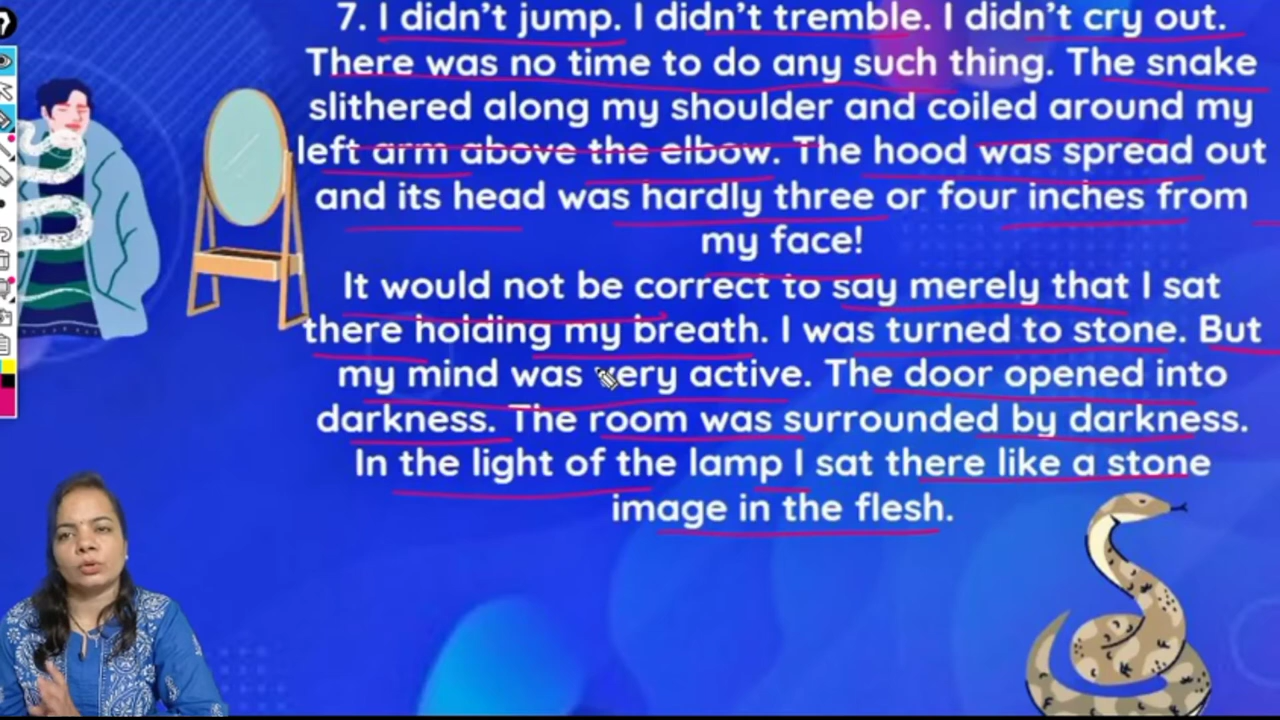 7. I didn't jump. I didn't tremble. I didn't cry out.
There was no time to do any such thing. The snake
slithered along my shoulder and coiled around my
left arm above the elbow. The hood was spread out
and its head was hardly three or four inches from
my face!
It would not be correct to say merely that I sat
there holding my breath. I was turned to stone. But
my mind was very active. The door opened into
darkness. The room was surrounded by darkness.
In the light of the lamp I sat there like a stone
image in the flesh.